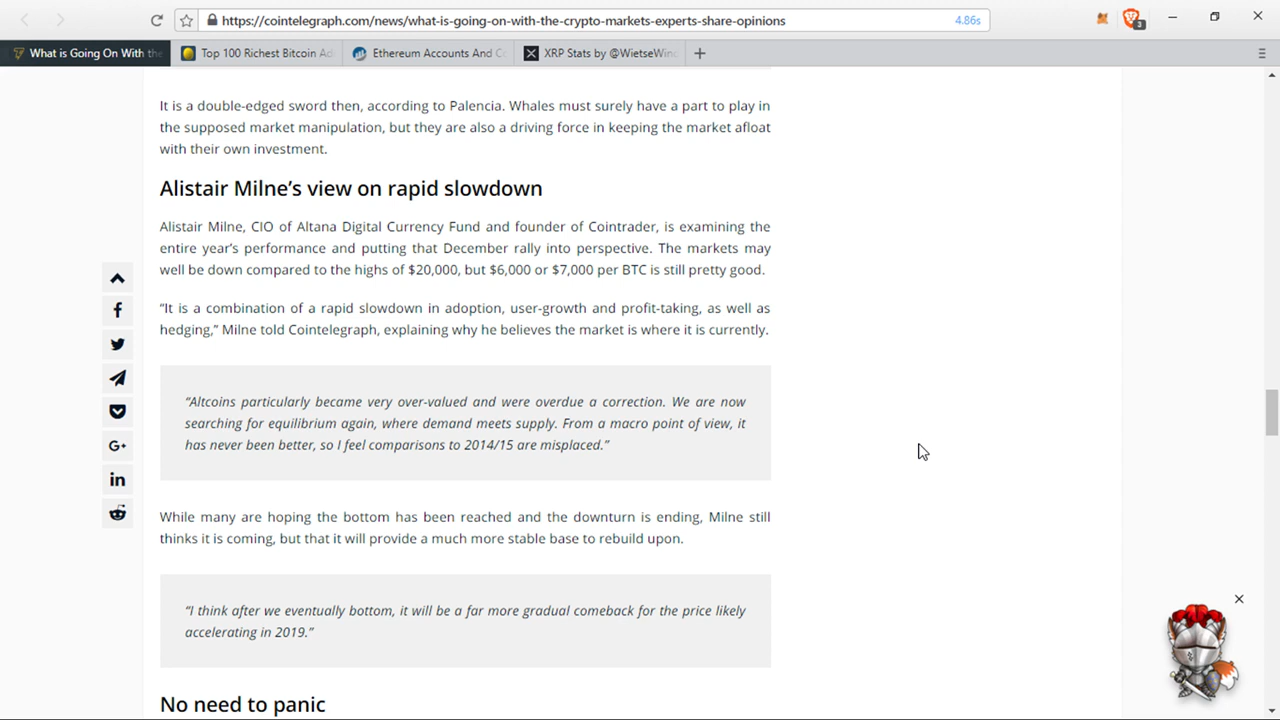 https://cointelegraph.com/news/what-is-going-on-with-the-crypto-markets-experts-share-opinions
4.86s
3
What is Going On With the
Top 100 Richest Bitcoin Ad
Ethereum Accounts And Co
XRP Stats by @WietseWind
It is a double-edged sword then, according to Palencia. Whales must surely have a part to play in
the supposed market manipulation, but they are also a driving force in keeping the market afloat
with their own investment.
Alistair Milne’s view on rapid slowdown
Alistair Milne, CIO of Altana Digital Currency Fund and founder of Cointrader, is examining the
entire year’s performance and putting that December rally into perspective. The markets may
well be down compared to the highs of $20,000, but $6,000 or $7,000 per BTC is still pretty good.
“It is a combination of a rapid slowdown in adoption, user-growth and profit-taking, as well as
hedging,” Milne told Cointelegraph, explaining why he believes the market is where it is currently.
“Altcoins particularly became very over-valued and were overdue a correction. We are now
searching for equilibrium again, where demand meets supply. From a macro point of view, it
has never been better, so I feel comparisons to 2014/15 are misplaced.”
While many are hoping the bottom has been reached and the downturn is ending, Milne still
thinks it is coming, but that it will provide a much more stable base to rebuild upon.
“I think after we eventually bottom, it will be a far more gradual comeback for the price likely
accelerating in 2019.”
No need to panic